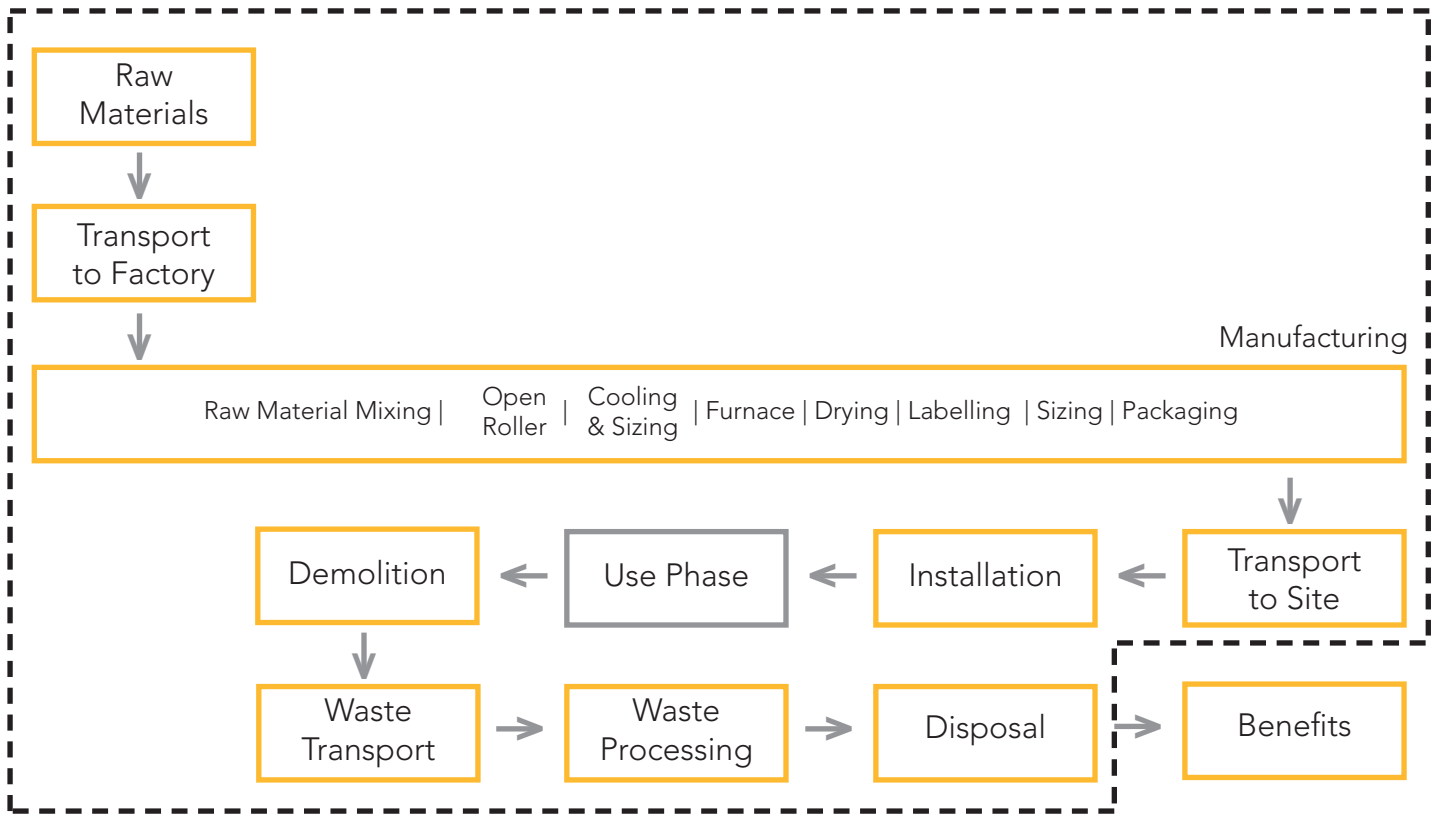 Raw
Materials
Transport
to Factory
Manufacturing
Raw Material Mixing | Open Roller | Cooling & Sizing | Furnace | Drying | Labelling | Sizing | Packaging
Transport
to Site
Installation
Use Phase
Demolition
Waste
Transport
Waste
Processing
Disposal
Benefits